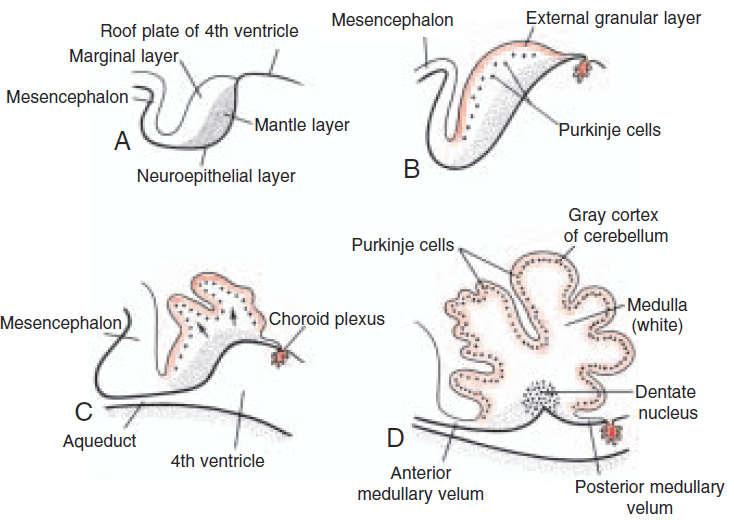 Roof plate of 4th ventricle
Marginal layer
Mesencephalon
Mantle layer
A
Neuroepithelial layer
Mesencephalon
External granular layer
Purkinje cells
B
Mesencephalon
Choroid plexus
C
Aqueduct
4th ventricle
Gray cortex
of cerebellum
Purkinje cells
Medulla
(white)
Dentate
nucleus
D
Anterior
medullary velum
Posterior medullary
velum